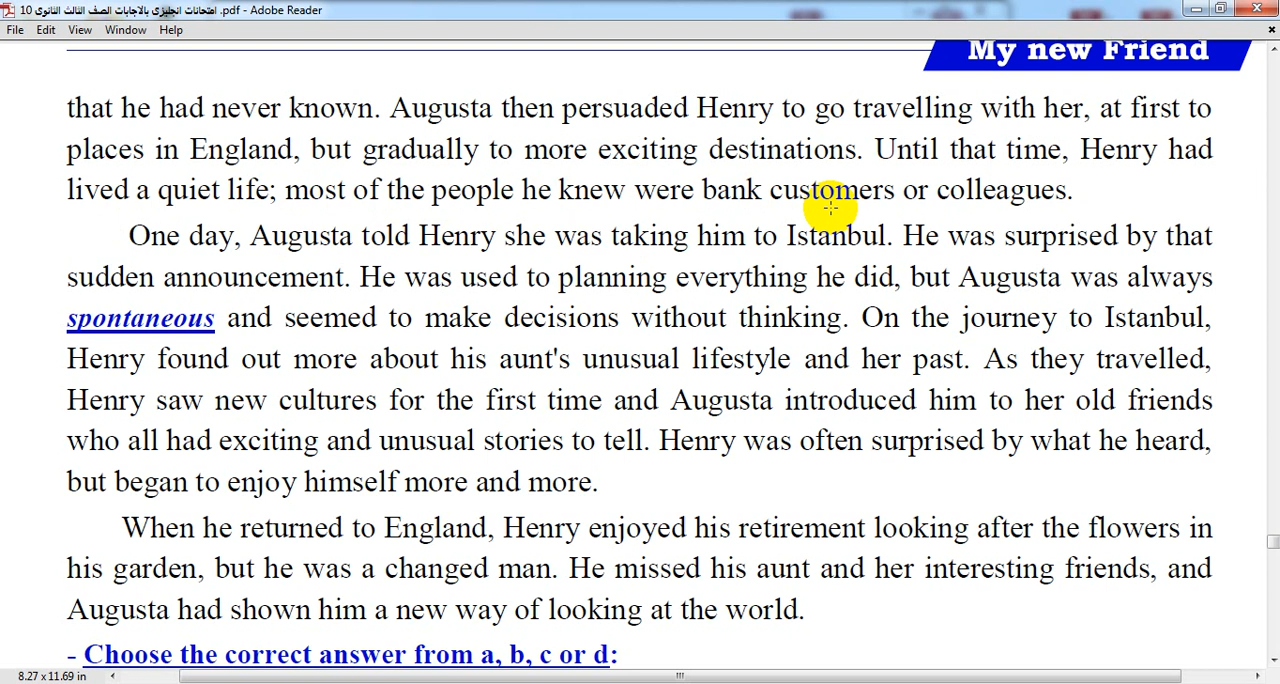 امتحانات انجليزى بالاجابات الصف الثالث الثانوى 10.pdf - Adobe Reader
File Edit View Window Help
My new Friend
that he had never known. Augusta then persuaded Henry to go travelling with her, at first to
places in England, but gradually to more exciting destinations. Until that time, Henry had
lived a quiet life; most of the people he knew were bank customers or colleagues.
One day, Augusta told Henry she was taking him to Istanbul. He was surprised by that
sudden announcement. He was used to planning everything he did, but Augusta was always
spontaneous and seemed to make decisions without thinking. On the journey to Istanbul,
Henry found out more about his aunt's unusual lifestyle and her past. As they travelled,
Henry saw new cultures for the first time and Augusta introduced him to her old friends
who all had exciting and unusual stories to tell. Henry was often surprised by what he heard,
but began to enjoy himself more and more.
When he returned to England, Henry enjoyed his retirement looking after the flowers in
his garden, but he was a changed man. He missed his aunt and her interesting friends, and
Augusta had shown him a new way of looking at the world.
- Choose the correct answer from a, b, c or d:
8.27 x 11.69 in